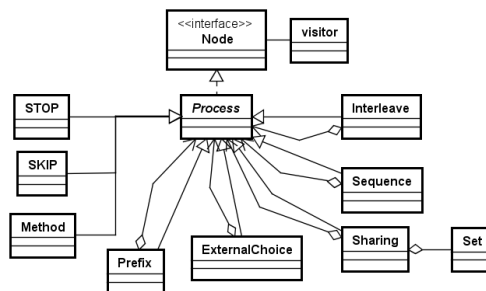 <<interface>>
Node
visitor
STOP
Process
Interleave
SKIP
Sequence
Method
Prefix
ExternalChoice
Sharing
Set